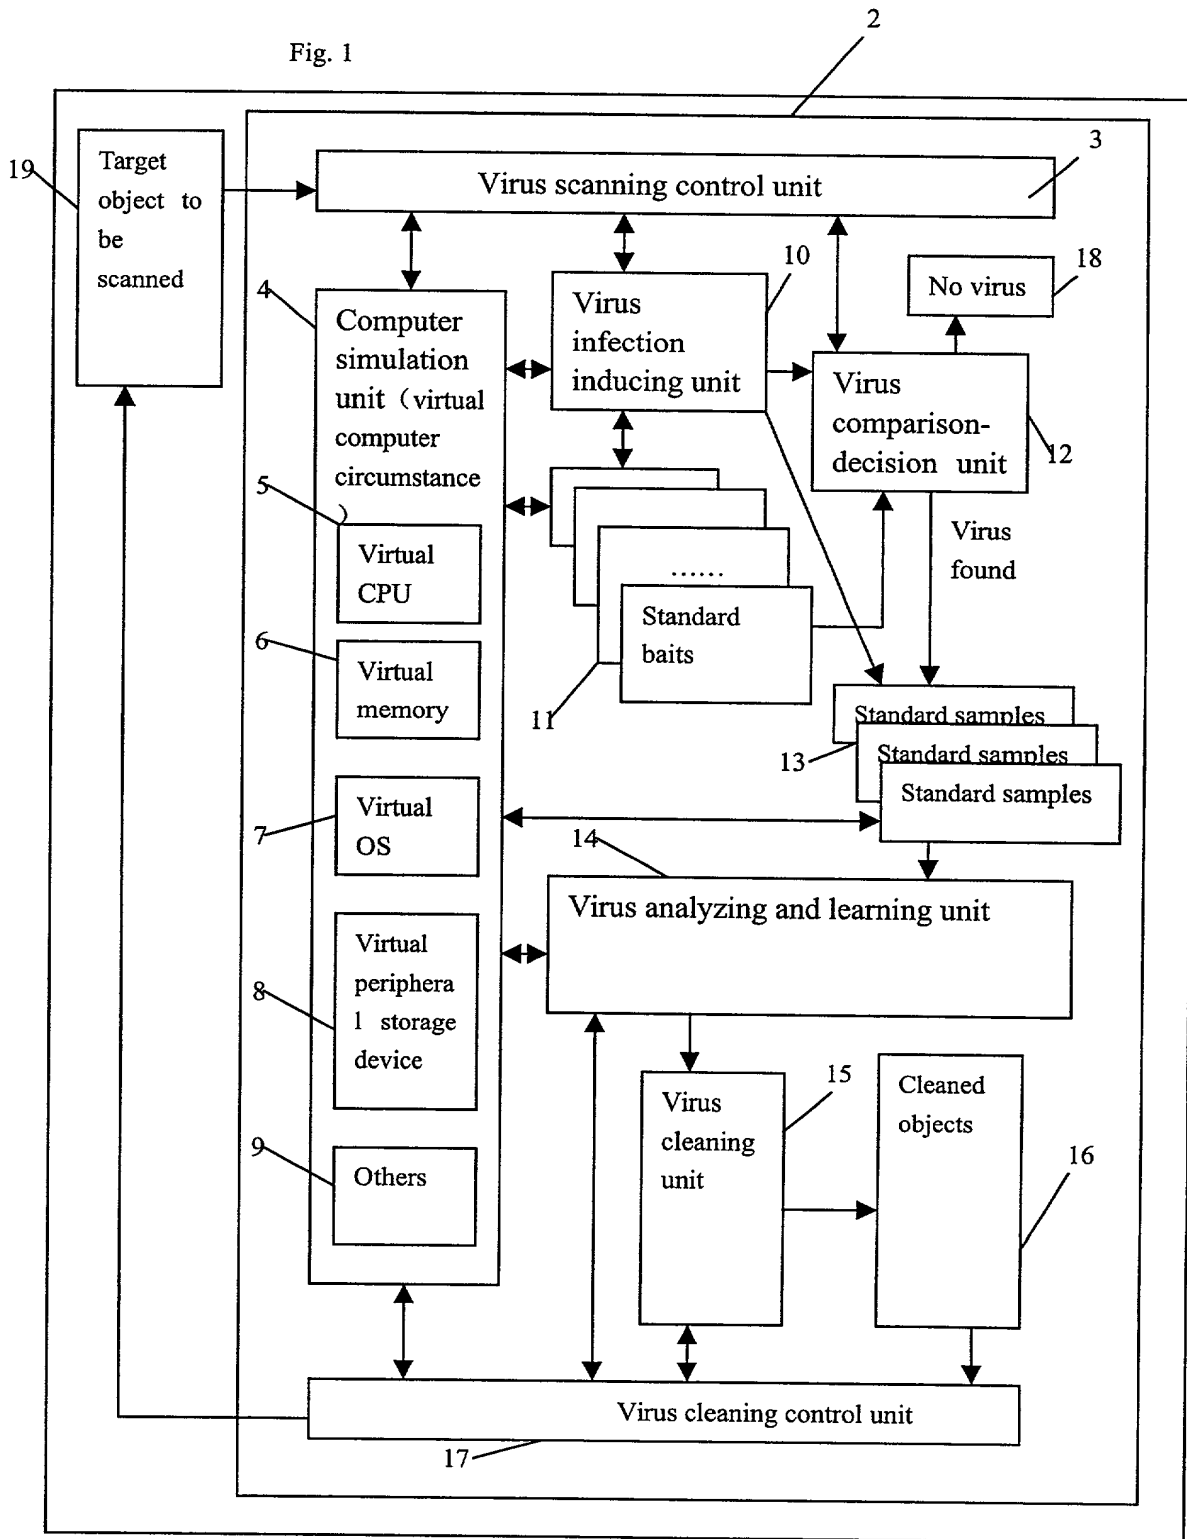 2
Fig. 1
3
19
Target
object to
be
scanned
Virus scanning control unit
10
18
4
Computer
simulation
unit（virtual
computer
circumstance
Virus
infection
inducing unit
No virus
Virus
comparison-
decision unit
12
5
Virtual
CPU
Virus
found
……
Standard
baits
6
Virtual
memory
11
Standard samples
13
Standard samples
Standard samples
7
Virtual
OS
14
Virus analyzing and learning unit
8
Virtual
periphera
l storage
device
15
Virus
cleaning
unit
Cleaned
objects
16
9
Others
Virus cleaning control unit
17